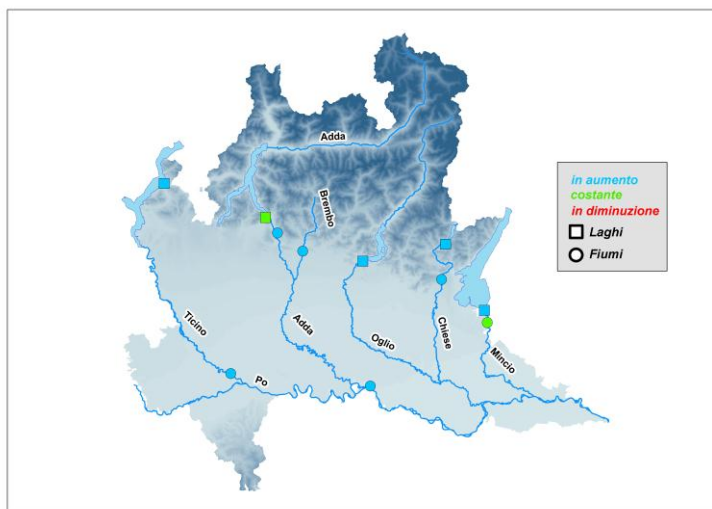 Adda
Brembo
in aumento
costante
in diminuzione
Laghi
Fiumi
Ticino
Adda
Oglio
Chiese
Mincio
Po